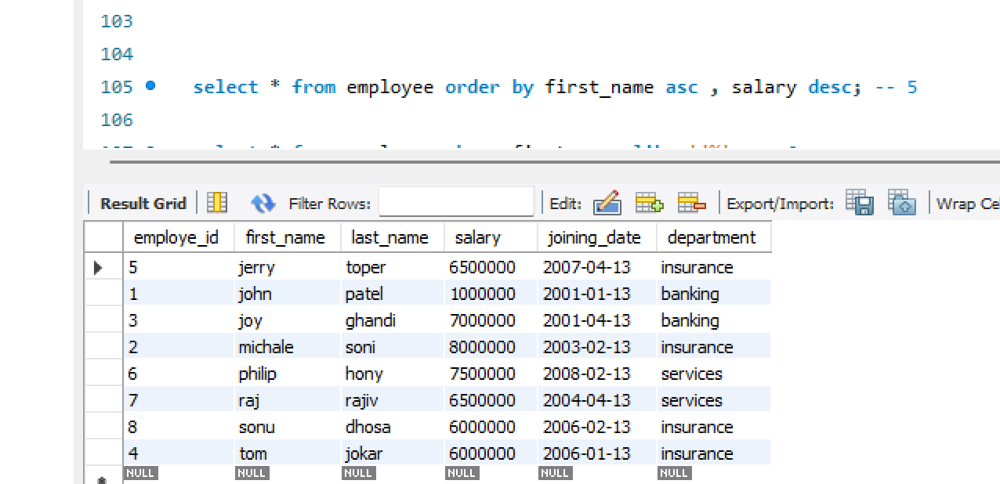 103
104
105 select * from employee order by first_name asc , salary desc; -- 5
106
Result Grid Filter Rows: Edit: Export/Import: Wrap
employe_id first_name last_name salary joining_date department
5 jerry toper 6500000 2007-04-13 insurance
1 john patel 1000000 2001-01-13 banking
3 joy ghandi 7000000 2001-04-13 banking
2 michale soni 8000000 2003-02-13 insurance
6 philip hony 7500000 2008-02-13 services
7 raj rajiv 6500000 2004-04-13 services
8 sonu dhosa 6000000 2006-02-13 insurance
4 tom jokar 6000000 2006-01-13 insurance
NULL NULL NULL NULL NULL NULL